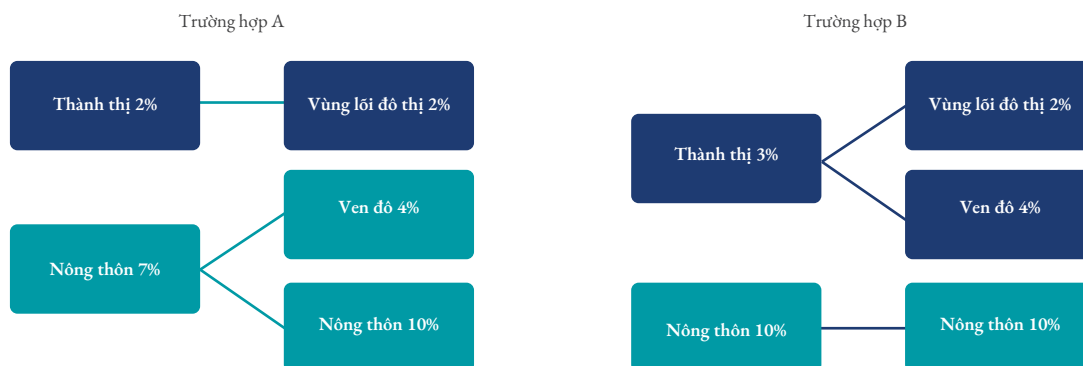 Trường hợp A
Thành thị 2%
Vùng lõi đô thị 2%
Ven đô 4%
Nông thôn 7%
Nông thôn 10%
Trường hợp B
Vùng lõi đô thị 2%
Thành thị 3%
Ven đô 4%
Nông thôn 10%
Nông thôn 10%